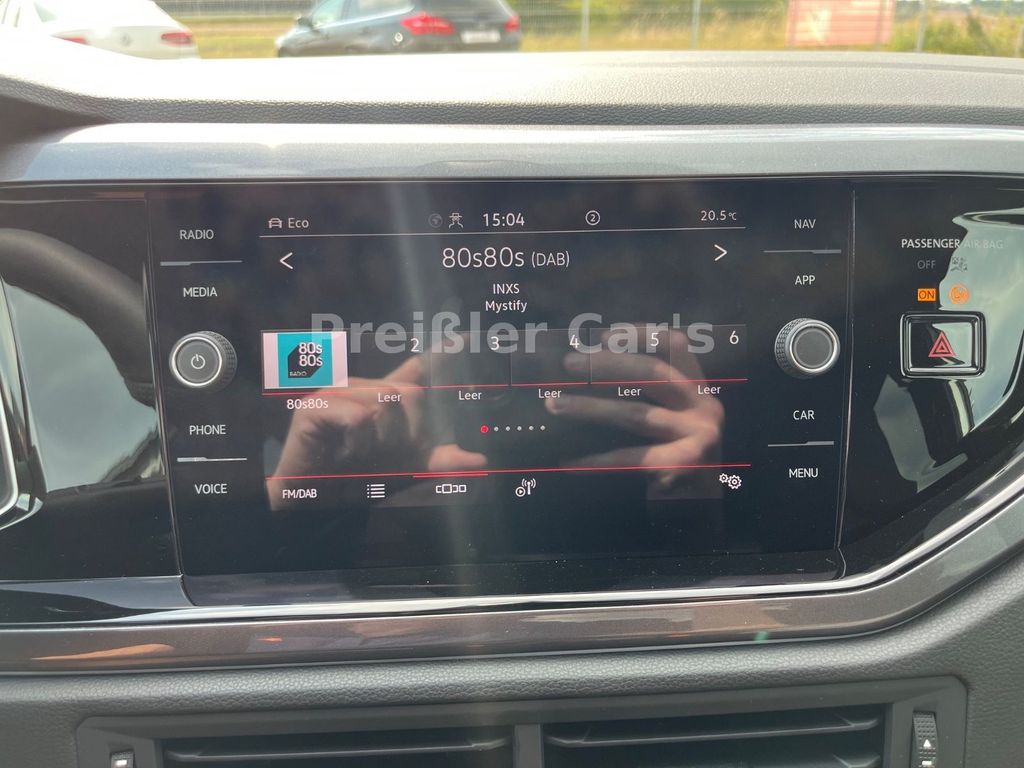 Eco
15:04
2
20.5°C
RADIO
MEDIA
PHONE
VOICE
< 80s80s (DAB) >
INXS
Mystify
Preißler Car's
80s
80s
RADIO
2 3 4 5 6
80s80s Leer Leer Leer Leer Leer
FM/DAB
NAV
APP
CAR
MENU
PASSENGER AIR BAG
OFF
ON